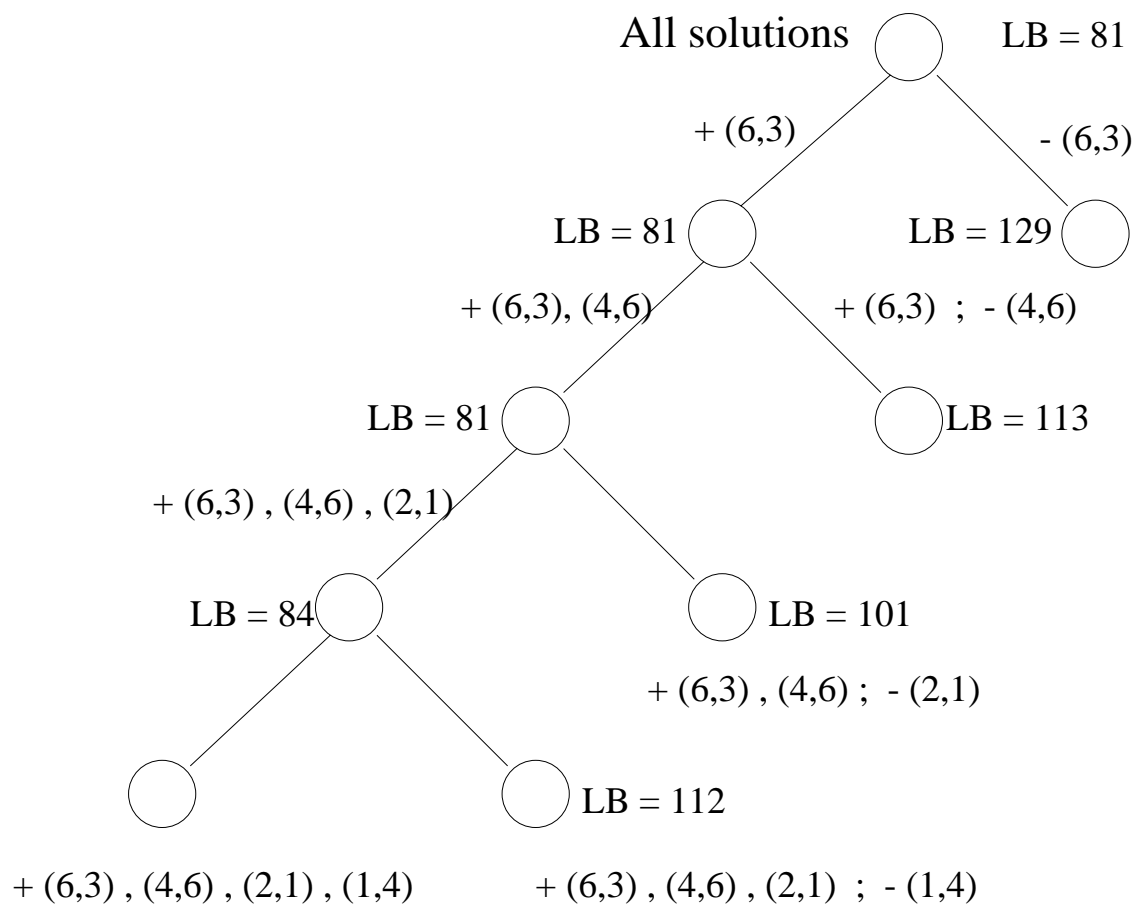 All solutions LB = 81
+ (6,3) - (6,3)
LB = 81 LB = 129
+ (6,3), (4,6) + (6,3) ; - (4,6)
LB = 81 LB = 113
+ (6,3) , (4,6) , (2,1)
LB = 84 LB = 101
+ (6,3) , (4,6) ; - (2,1)
LB = 112
+ (6,3) , (4,6) , (2,1) , (1,4) + (6,3) , (4,6) , (2,1) ; - (1,4)